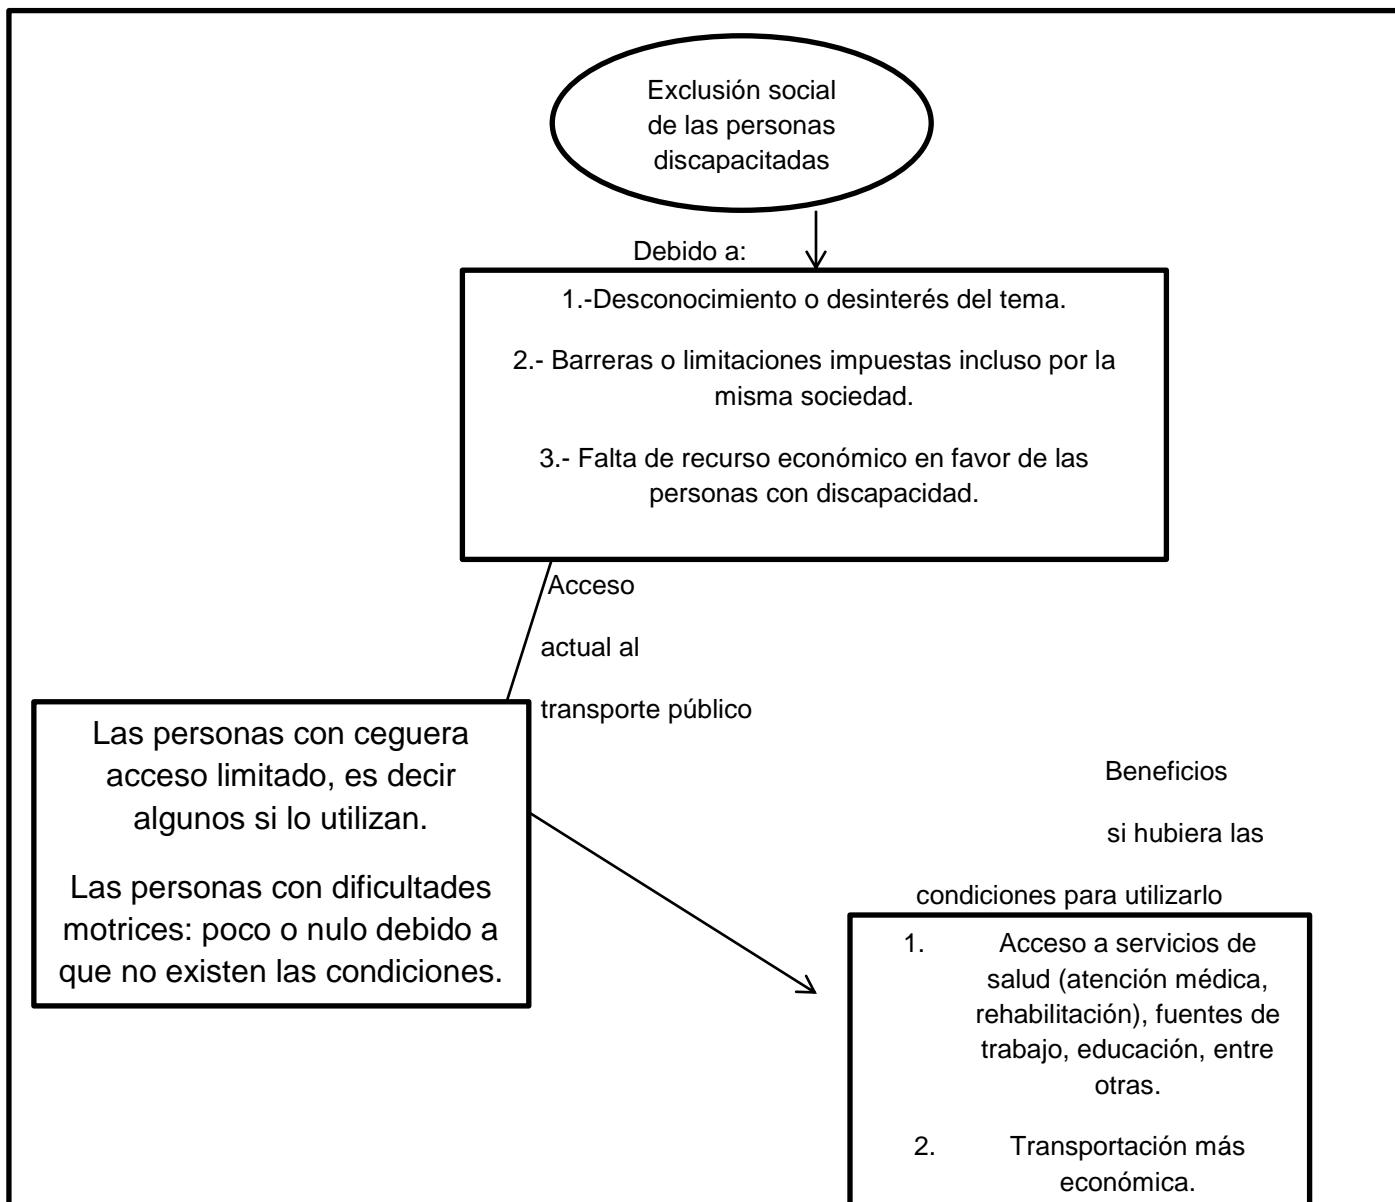 Exclusión social
de las personas
discapacitadas
Debido a:
1.-Desconocimiento o desinterés del tema.
2.- Barreras o limitaciones impuestas incluso por la
misma sociedad.
3.- Falta de recurso económico en favor de las
personas con discapacidad.
Acceso
actual al
transporte público
Las personas con ceguera
acceso limitado, es decir
algunos si lo utilizan.
Las personas con dificultades
motrices: poco o nulo debido a
que no existen las condiciones.
Beneficios
si hubiera las
condiciones para utilizarlo
1. Acceso a servicios de
salud (atención médica,
rehabilitación), fuentes de
trabajo, educación, entre
otras.
2. Transportación más
económica.